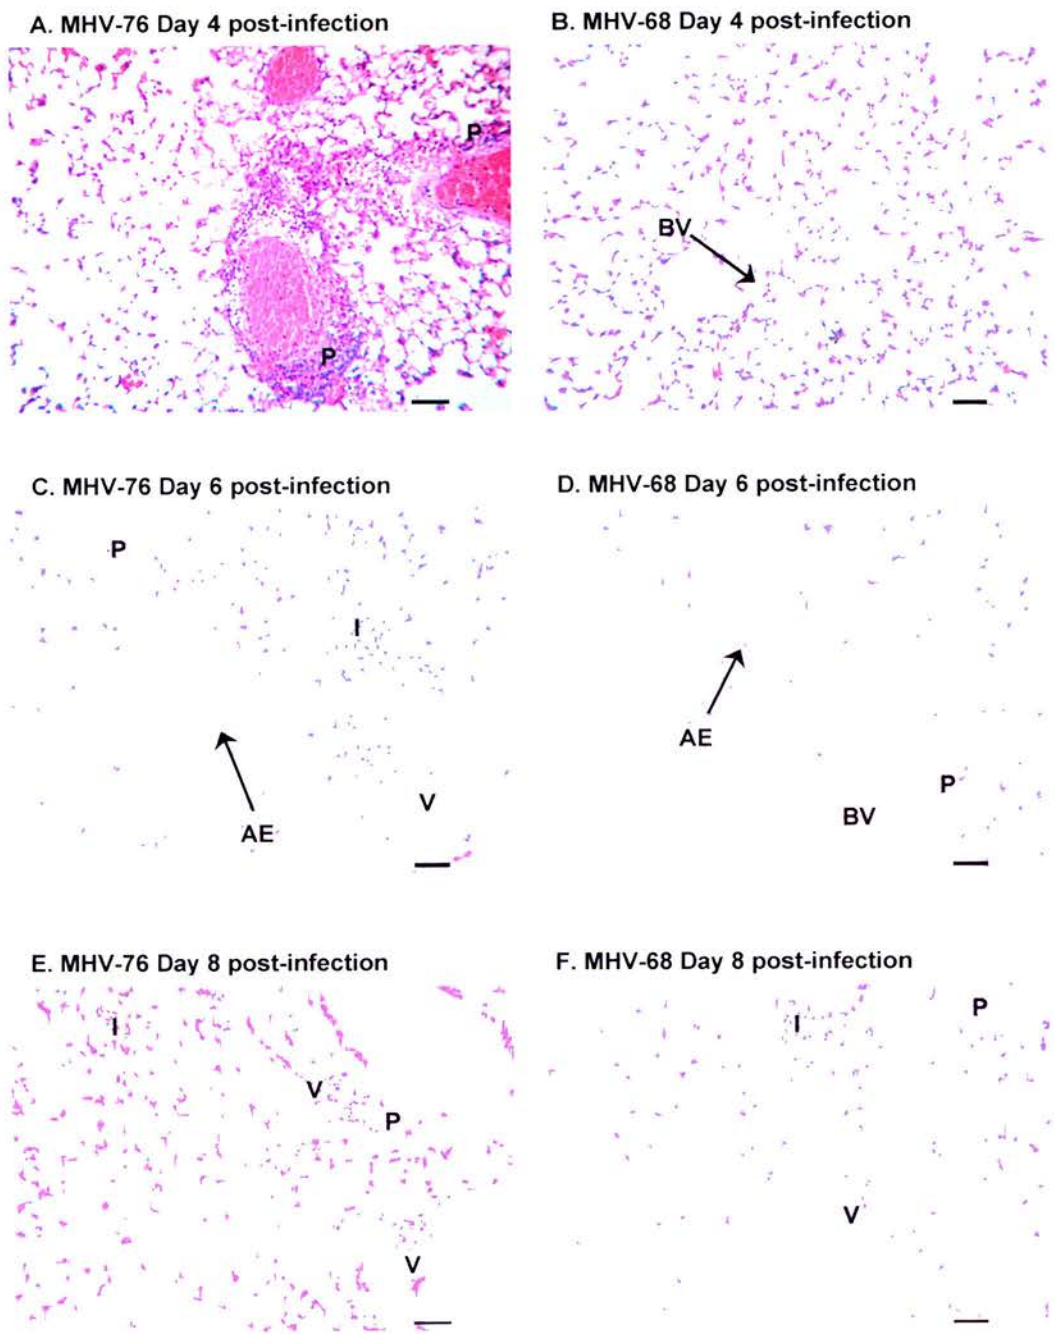 A. MHV-76 Day 4 post-infection
P
P
B. MHV-68 Day 4 post-infection
BV
C. MHV-76 Day 6 post-infection
P
I
V
AE
D. MHV-68 Day 6 post-infection
AE
P
BV
E. MHV-76 Day 8 post-infection
I
V
P
V
F. MHV-68 Day 8 post-infection
P
I
V